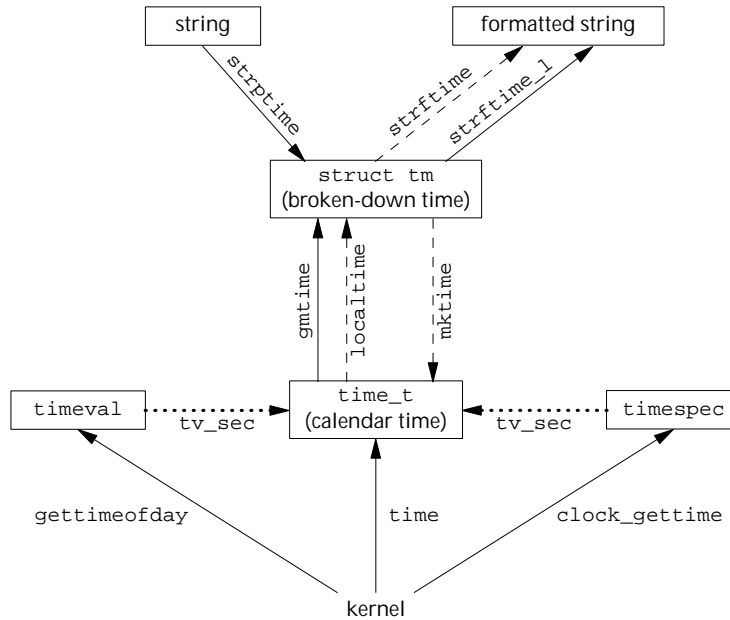 string
formatted string
strptime
strftime
strftime_l
struct tm
(broken-down time)
gmtime
localtime
mktime
timeval
tv_sec
time_t
(calendar time)
tv_sec
timespec
gettimeofday
time
clock_gettime
kernel